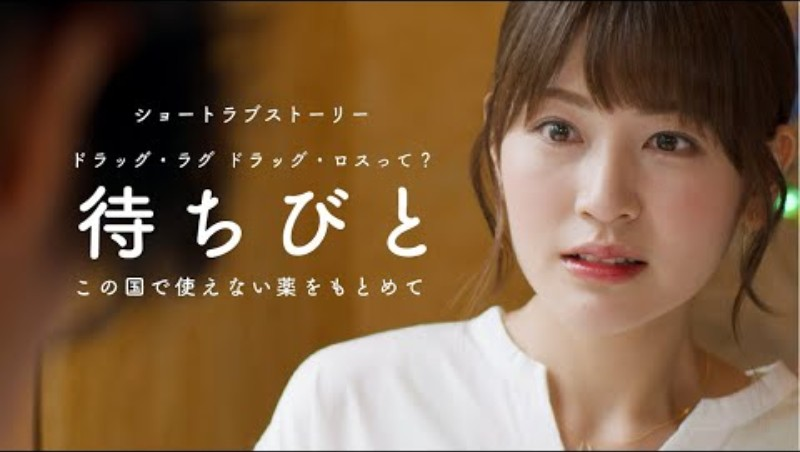 ショートラブストーリー
ドラッグ・ラグ ドラッグ・ロスって？
待ちびと
この国で使えない薬をもとめて